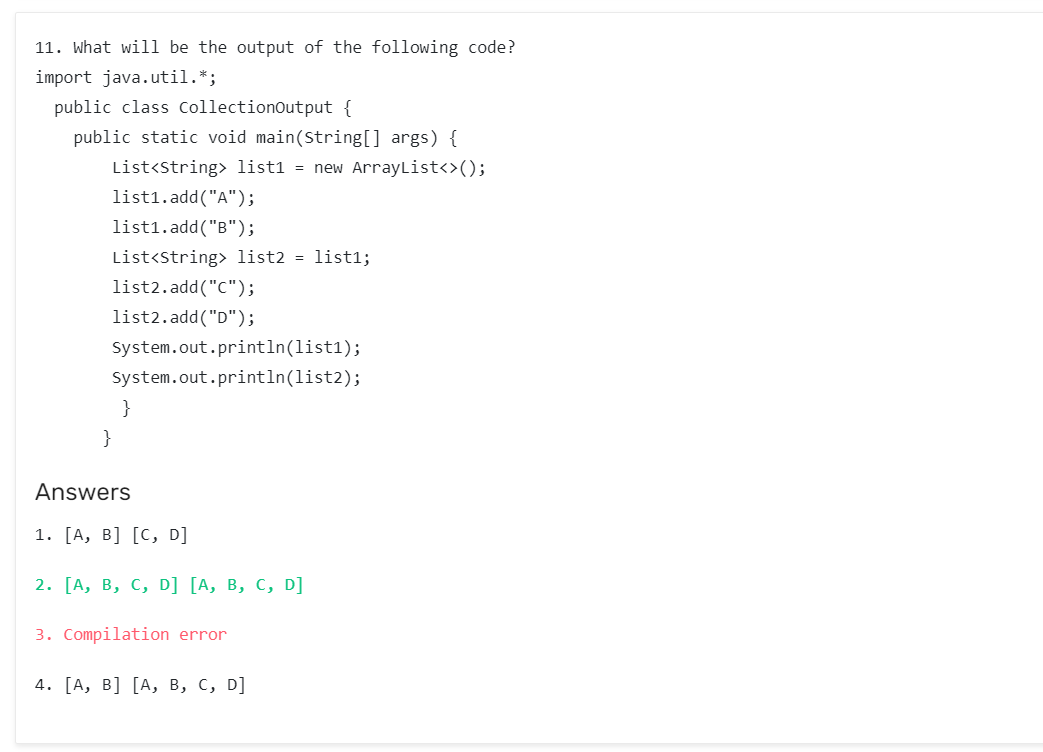 11. What will be the output of the following code?
import java.util.*;
public class CollectionOutput {
public static void main(String[] args) {
List<String> list1 = new ArrayList<>();
list1.add("A");
list1.add("B");
List<String> list2 = list1;
list2.add("C");
list2.add("D");
System.out.println(list1);
System.out.println(list2);
}
}
Answers
1. [A, B] [C, D]
2. [A, B, C, D] [A, B, C, D]
3. Compilation error
4. [A, B] [A, B, C, D]